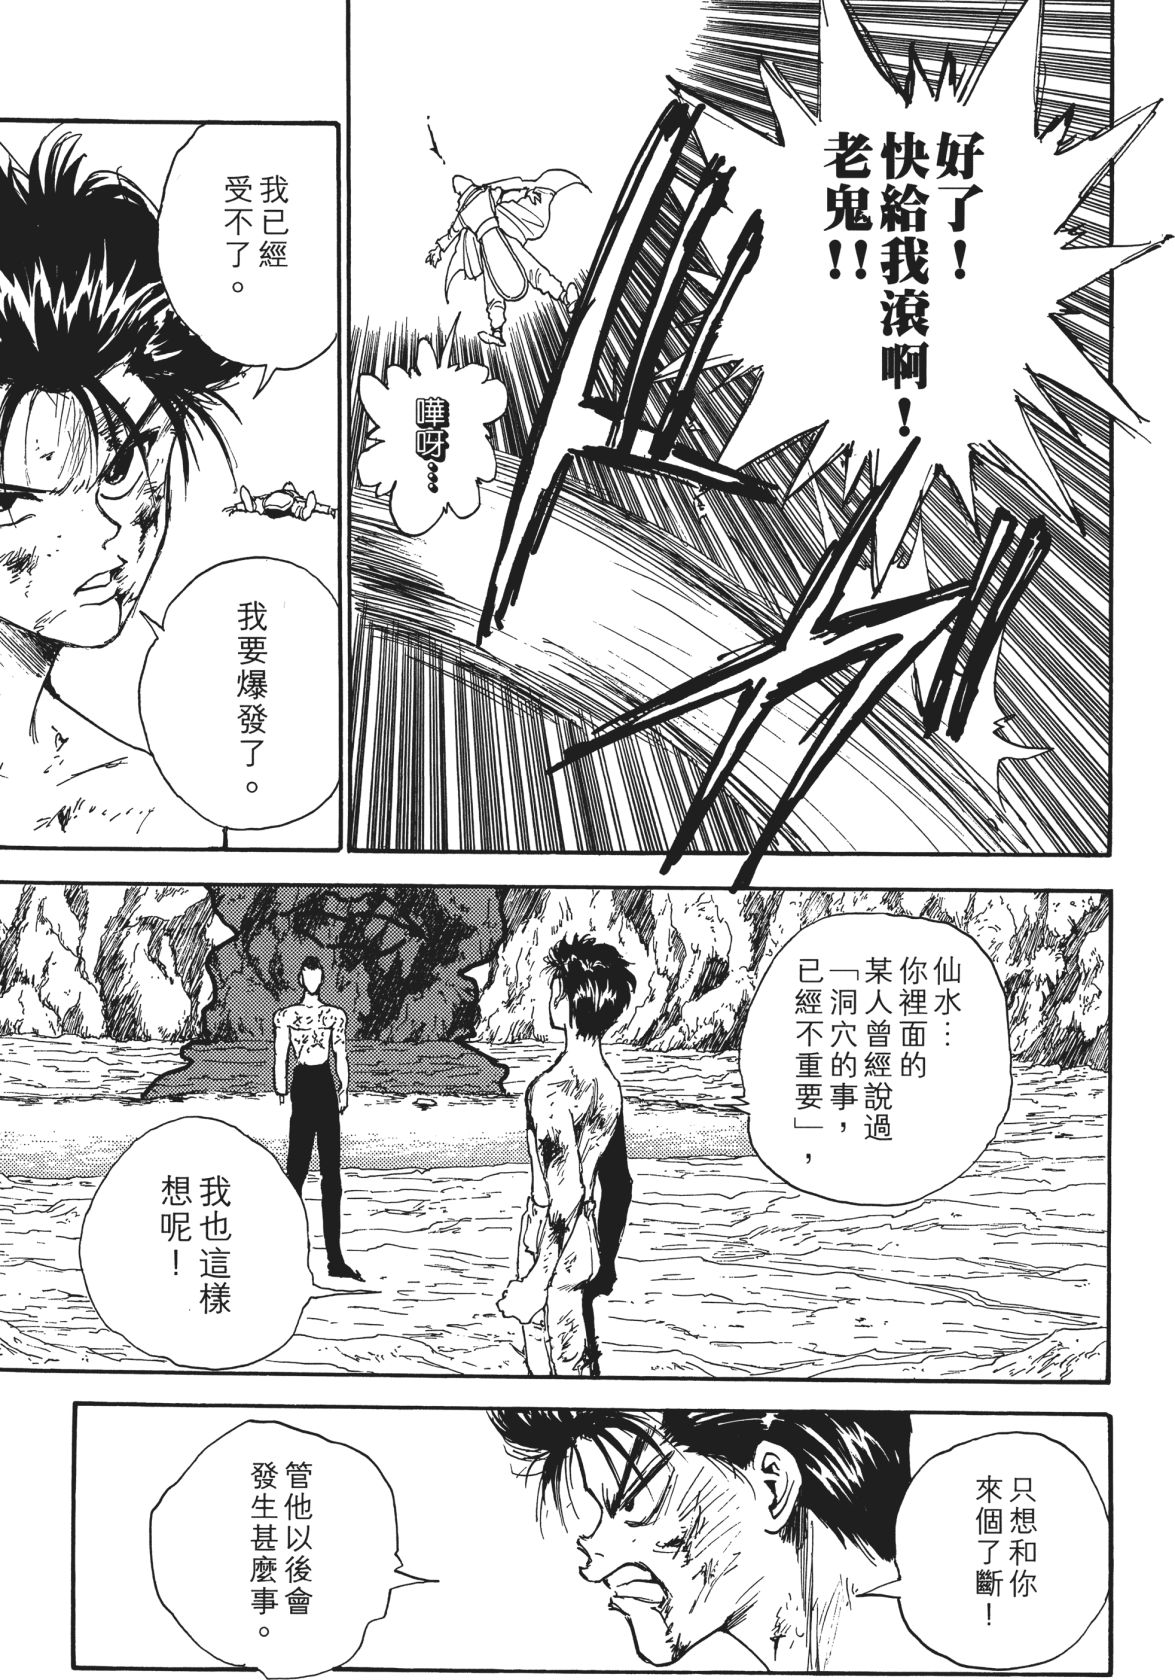 好了！
快給我滾啊！
老鬼!!
嘩呀…
我已經
受不了。
我要爆發了。
仙水…
你裡面的
某人曾經說過
「洞穴的事，
已經不重要」，
我也這樣
想呢！
只想和你
來個了斷！
管他以後會
發生甚麼事。